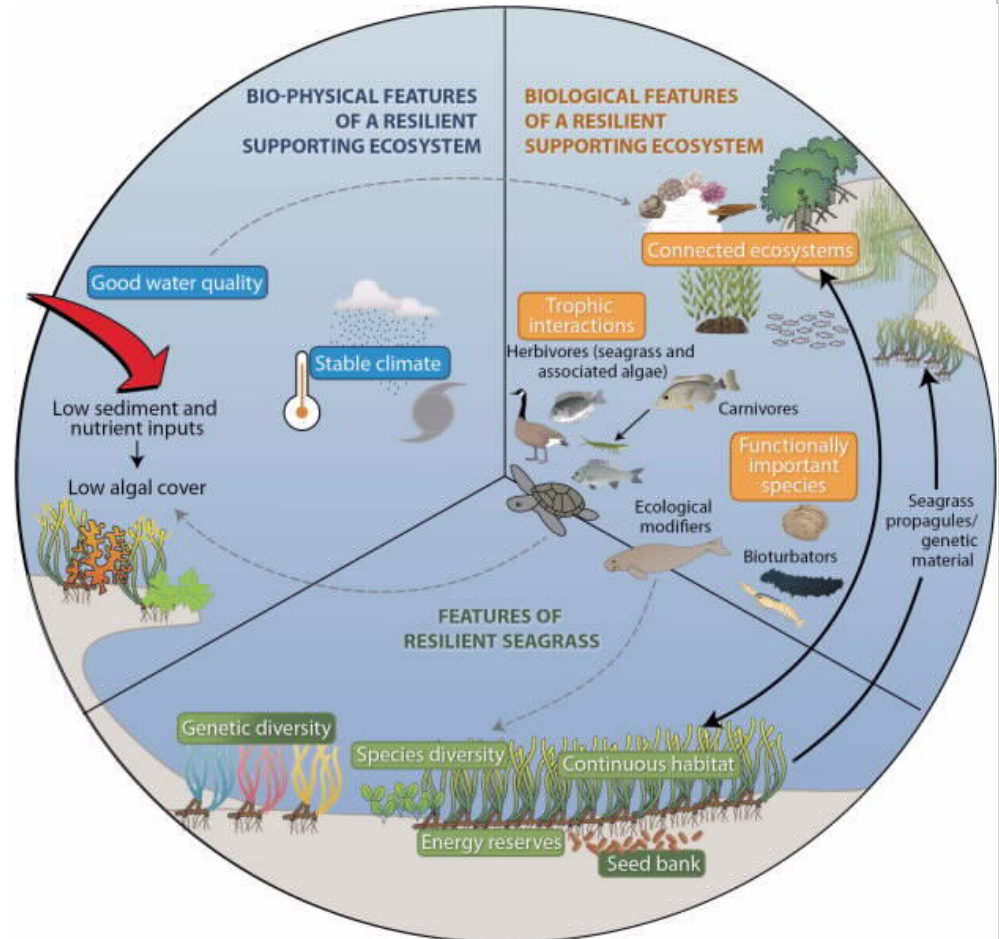 BIO-PHYSICAL FEATURES
OF A RESILIENT
SUPPORTING ECOSYSTEM
BIOLOGICAL FEATURES
OF A RESILIENT
SUPPORTING ECOSYSTEM
Good water quality
Stable climate
Low sediment and
nutrient inputs
Low algal cover
Connected ecosystems
Trophic
interactions
Herbivores (seagrass and
associated algae)
Carnivores
Functionally
important
species
Ecological
modifiers
Bioturbators
Seagrass
propagules/
genetic
material
FEATURES OF
RESILIENT SEAGRASS
Genetic diversity
Species diversity
Continuous habitat
Energy reserves
Seed bank